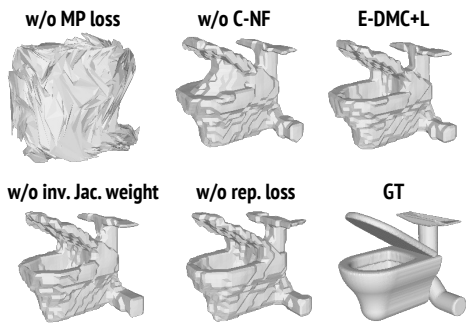 w/o MP loss
w/o C-NF
E-DMC+L
w/o inv. Jac. weight
w/o rep. loss
GT